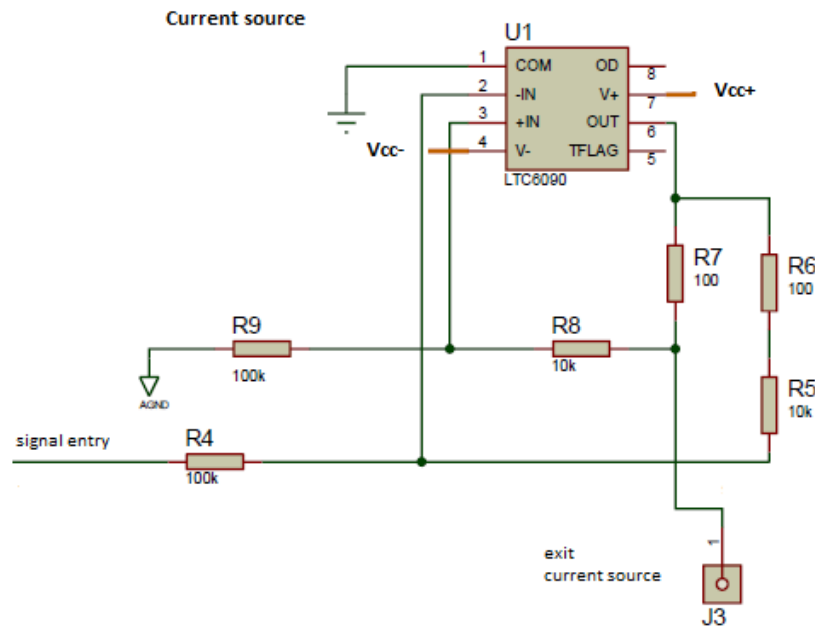 Current source
U1
1 COM OD 8
2 -IN V+ 7 Vcc+
3 +IN OUT 6
Vcc- 4 V- TFLAG 5
LTC6090
R7
100
R6
100
R9
100k
R8
10k
AGND
R5
10k
signal entry
R4
100k
exit
current source
1
J3